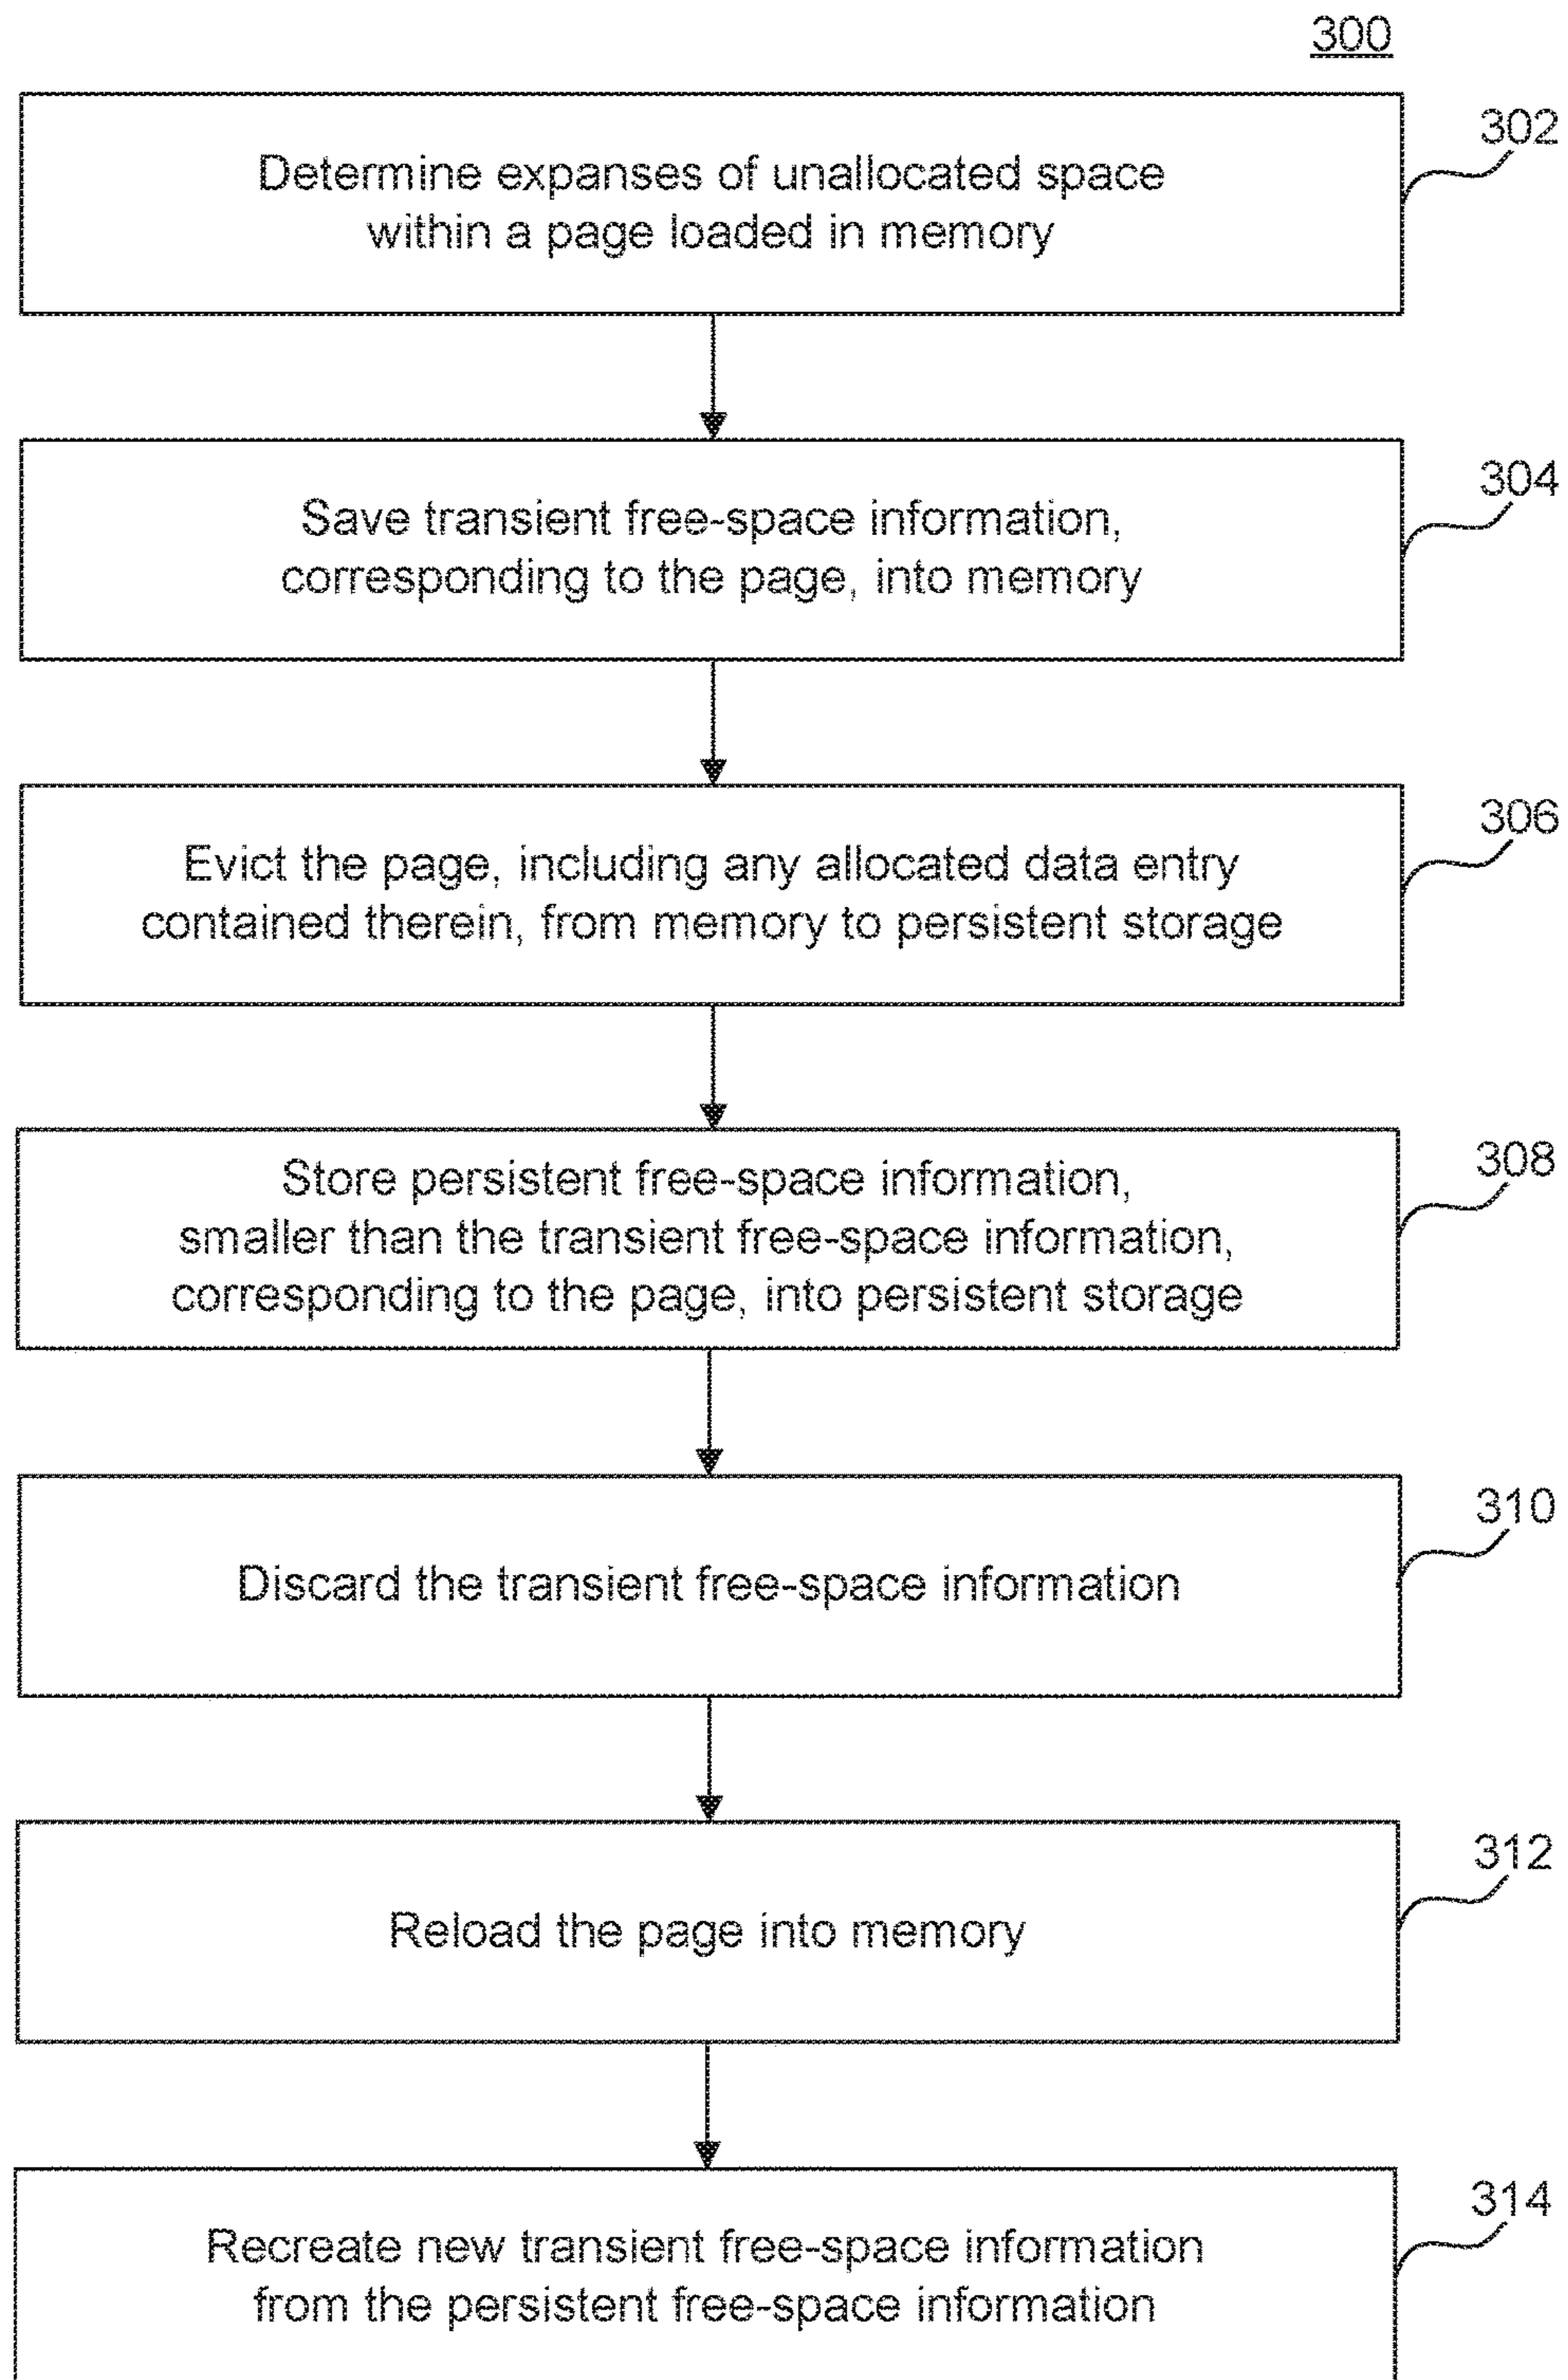 300
302
Determine expanses of unallocated space
within a page loaded in memory
304
Save transient free-space information,
corresponding to the page, into memory
306
Evict the page, including any allocated data entry
contained therein, from memory to persistent storage
308
Store persistent free-space information,
smaller than the transient free-space information,
corresponding to the page, into persistent storage
310
Discard the transient free-space information
312
Reload the page into memory
314
Recreate new transient free-space information
from the persistent free-space information